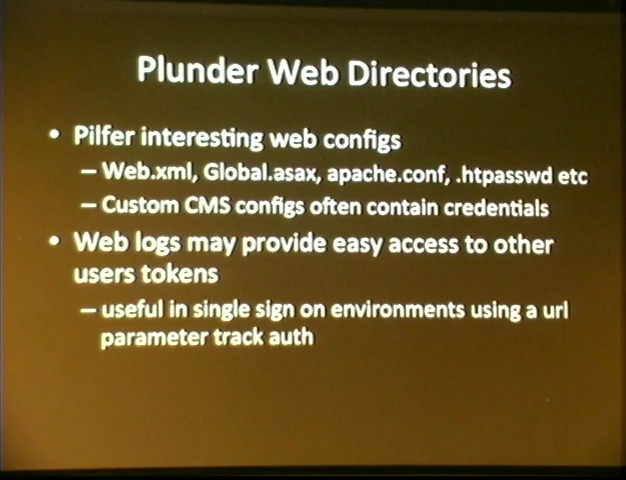 Plunder Web Directories
• Pilfer interesting web configs
– Web.xml, Global.asax, apache.conf, .htpasswd etc
– Custom CMS configs often contain credentials
• Web logs may provide easy access to other
users tokens
– useful in single sign on environments using a url
parameter track auth